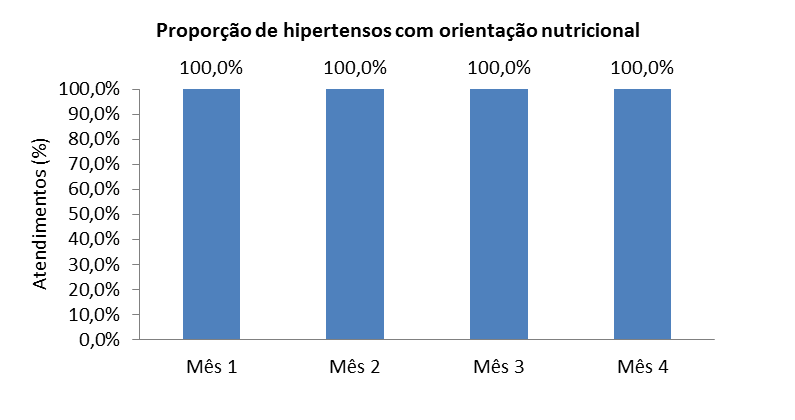 Proporção de hipertensos com orientação nutricional
100,0% 100,0% 100,0% 100,0%
Atendimentos (%)
100,0%
90,0%
80,0%
70,0%
60,0%
50,0%
40,0%
30,0%
20,0%
10,0%
0,0%
Mês 1 Mês 2 Mês 3 Mês 4